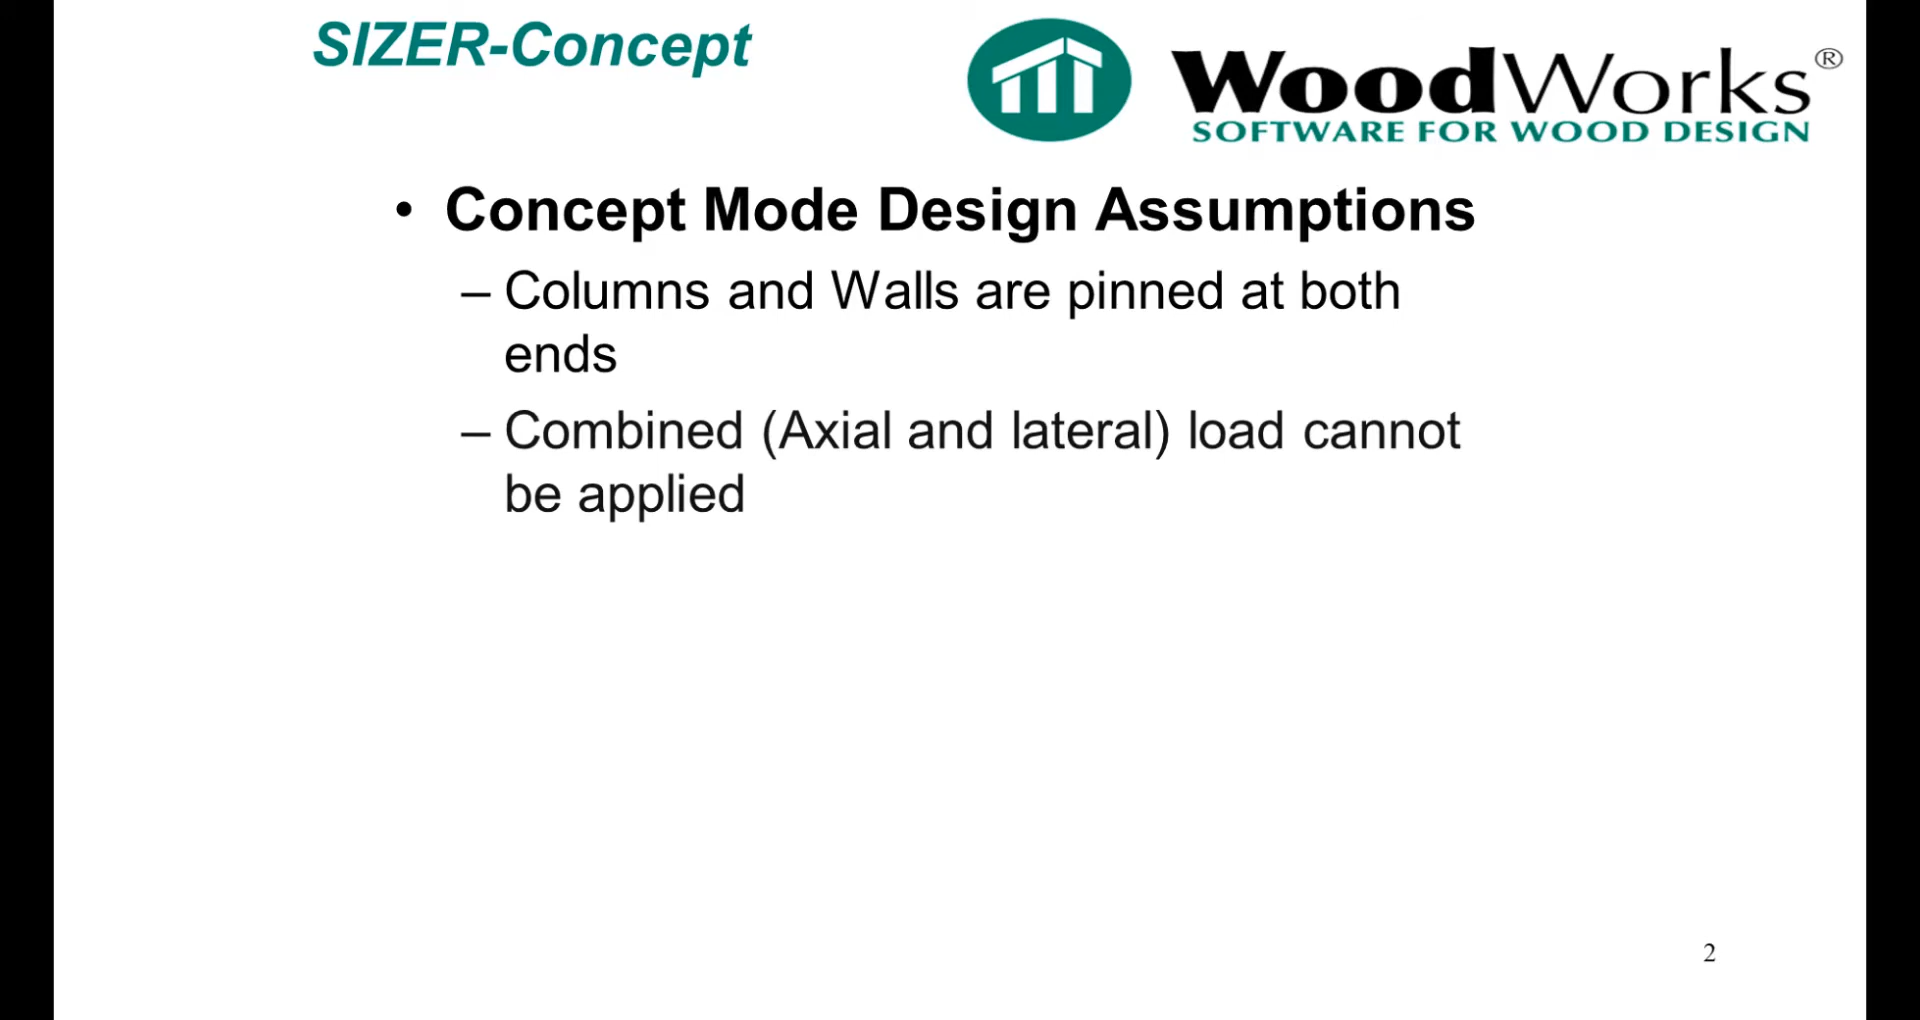 SIZER-Concept
WoodWorks®
SOFTWARE FOR WOOD DESIGN
• Concept Mode Design Assumptions
– Columns and Walls are pinned at both
ends
– Combined (Axial and lateral) load cannot
be applied
2